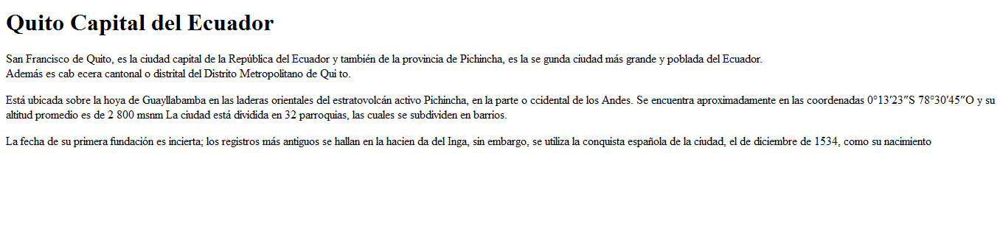 Quito Capital del Ecuador
San Francisco de Quito, es la ciudad capital de la República del Ecuador y también de la provincia de Pichincha, es la se gunda ciudad más grande y poblada del Ecuador.
Además es cab ecera cantonal o distrital del Distrito Metropolitano de Qui to.
Está ubicada sobre la hoya de Guayllabamba en las laderas orientales del estratovolcán activo Pichincha, en la parte o ccidental de los Andes. Se encuentra aproximadamente en las coordenadas 0°13′23″S 78°30′45″O y su
altitud promedio es de 2 800 msnm La ciudad está dividida en 32 parroquias, las cuales se subdividen en barrios.
La fecha de su primera fundación es incierta; los registros más antiguos se hallan en la hacien da del Inga, sin embargo, se utiliza la conquista española de la ciudad, el de diciembre de 1534, como su nacimiento